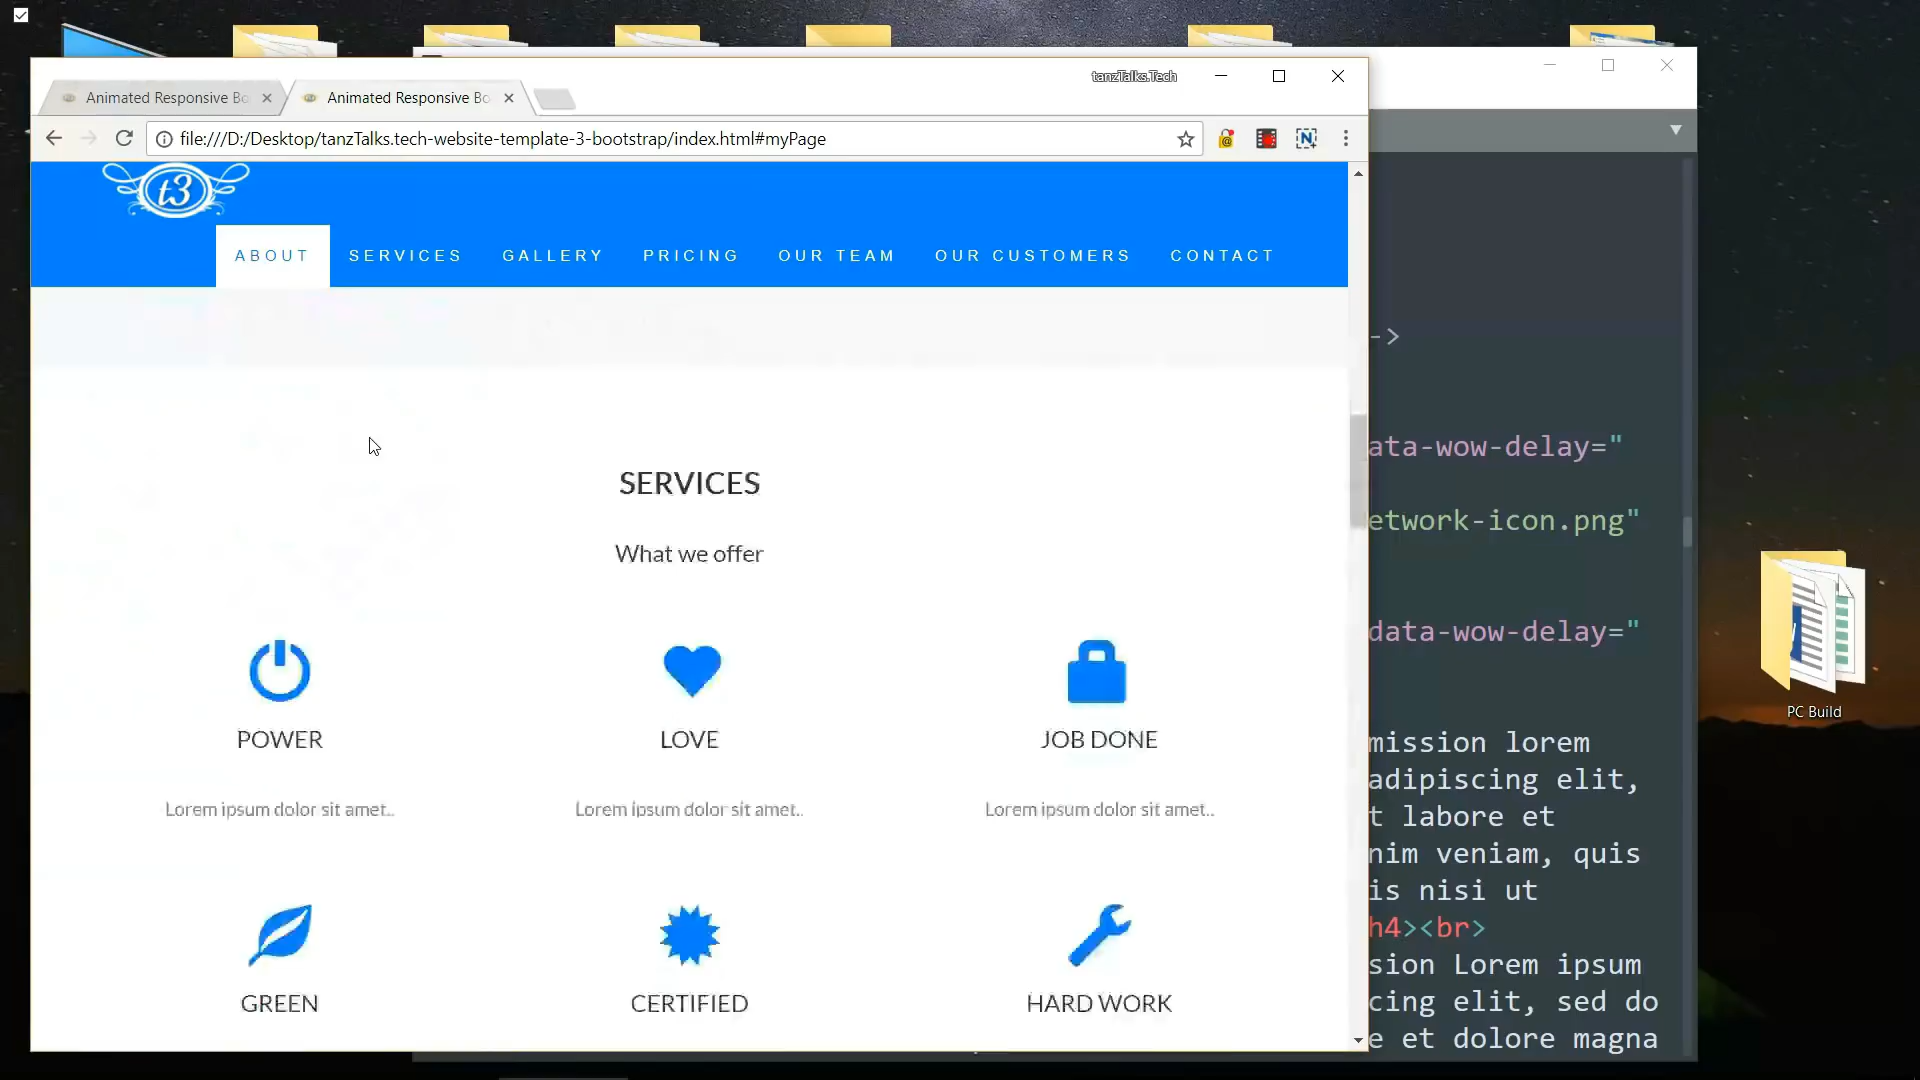 tanzTalks.Tech
Animated Responsive Bo
Animated Responsive Bo
file:///D:/Desktop/tanzTalks.tech-website-template-3-bootstrap/index.html#myPage
t3
ABOUT SERVICES GALLERY PRICING OUR TEAM OUR CUSTOMERS CONTACT
SERVICES
What we offer
POWER LOVE JOB DONE
Lorem ipsum dolor sit amet.. Lorem ipsum dolor sit amet.. Lorem ipsum dolor sit amet..
GREEN CERTIFIED HARD WORK
->
ata-wow-delay="
etwork-icon.png"
data-wow-delay="
mission lorem
adipiscing elit,
t labore et
nim veniam, quis
is nisi ut
h4><br>
sion Lorem ipsum
cing elit, sed do
e et dolore magna
PC Build